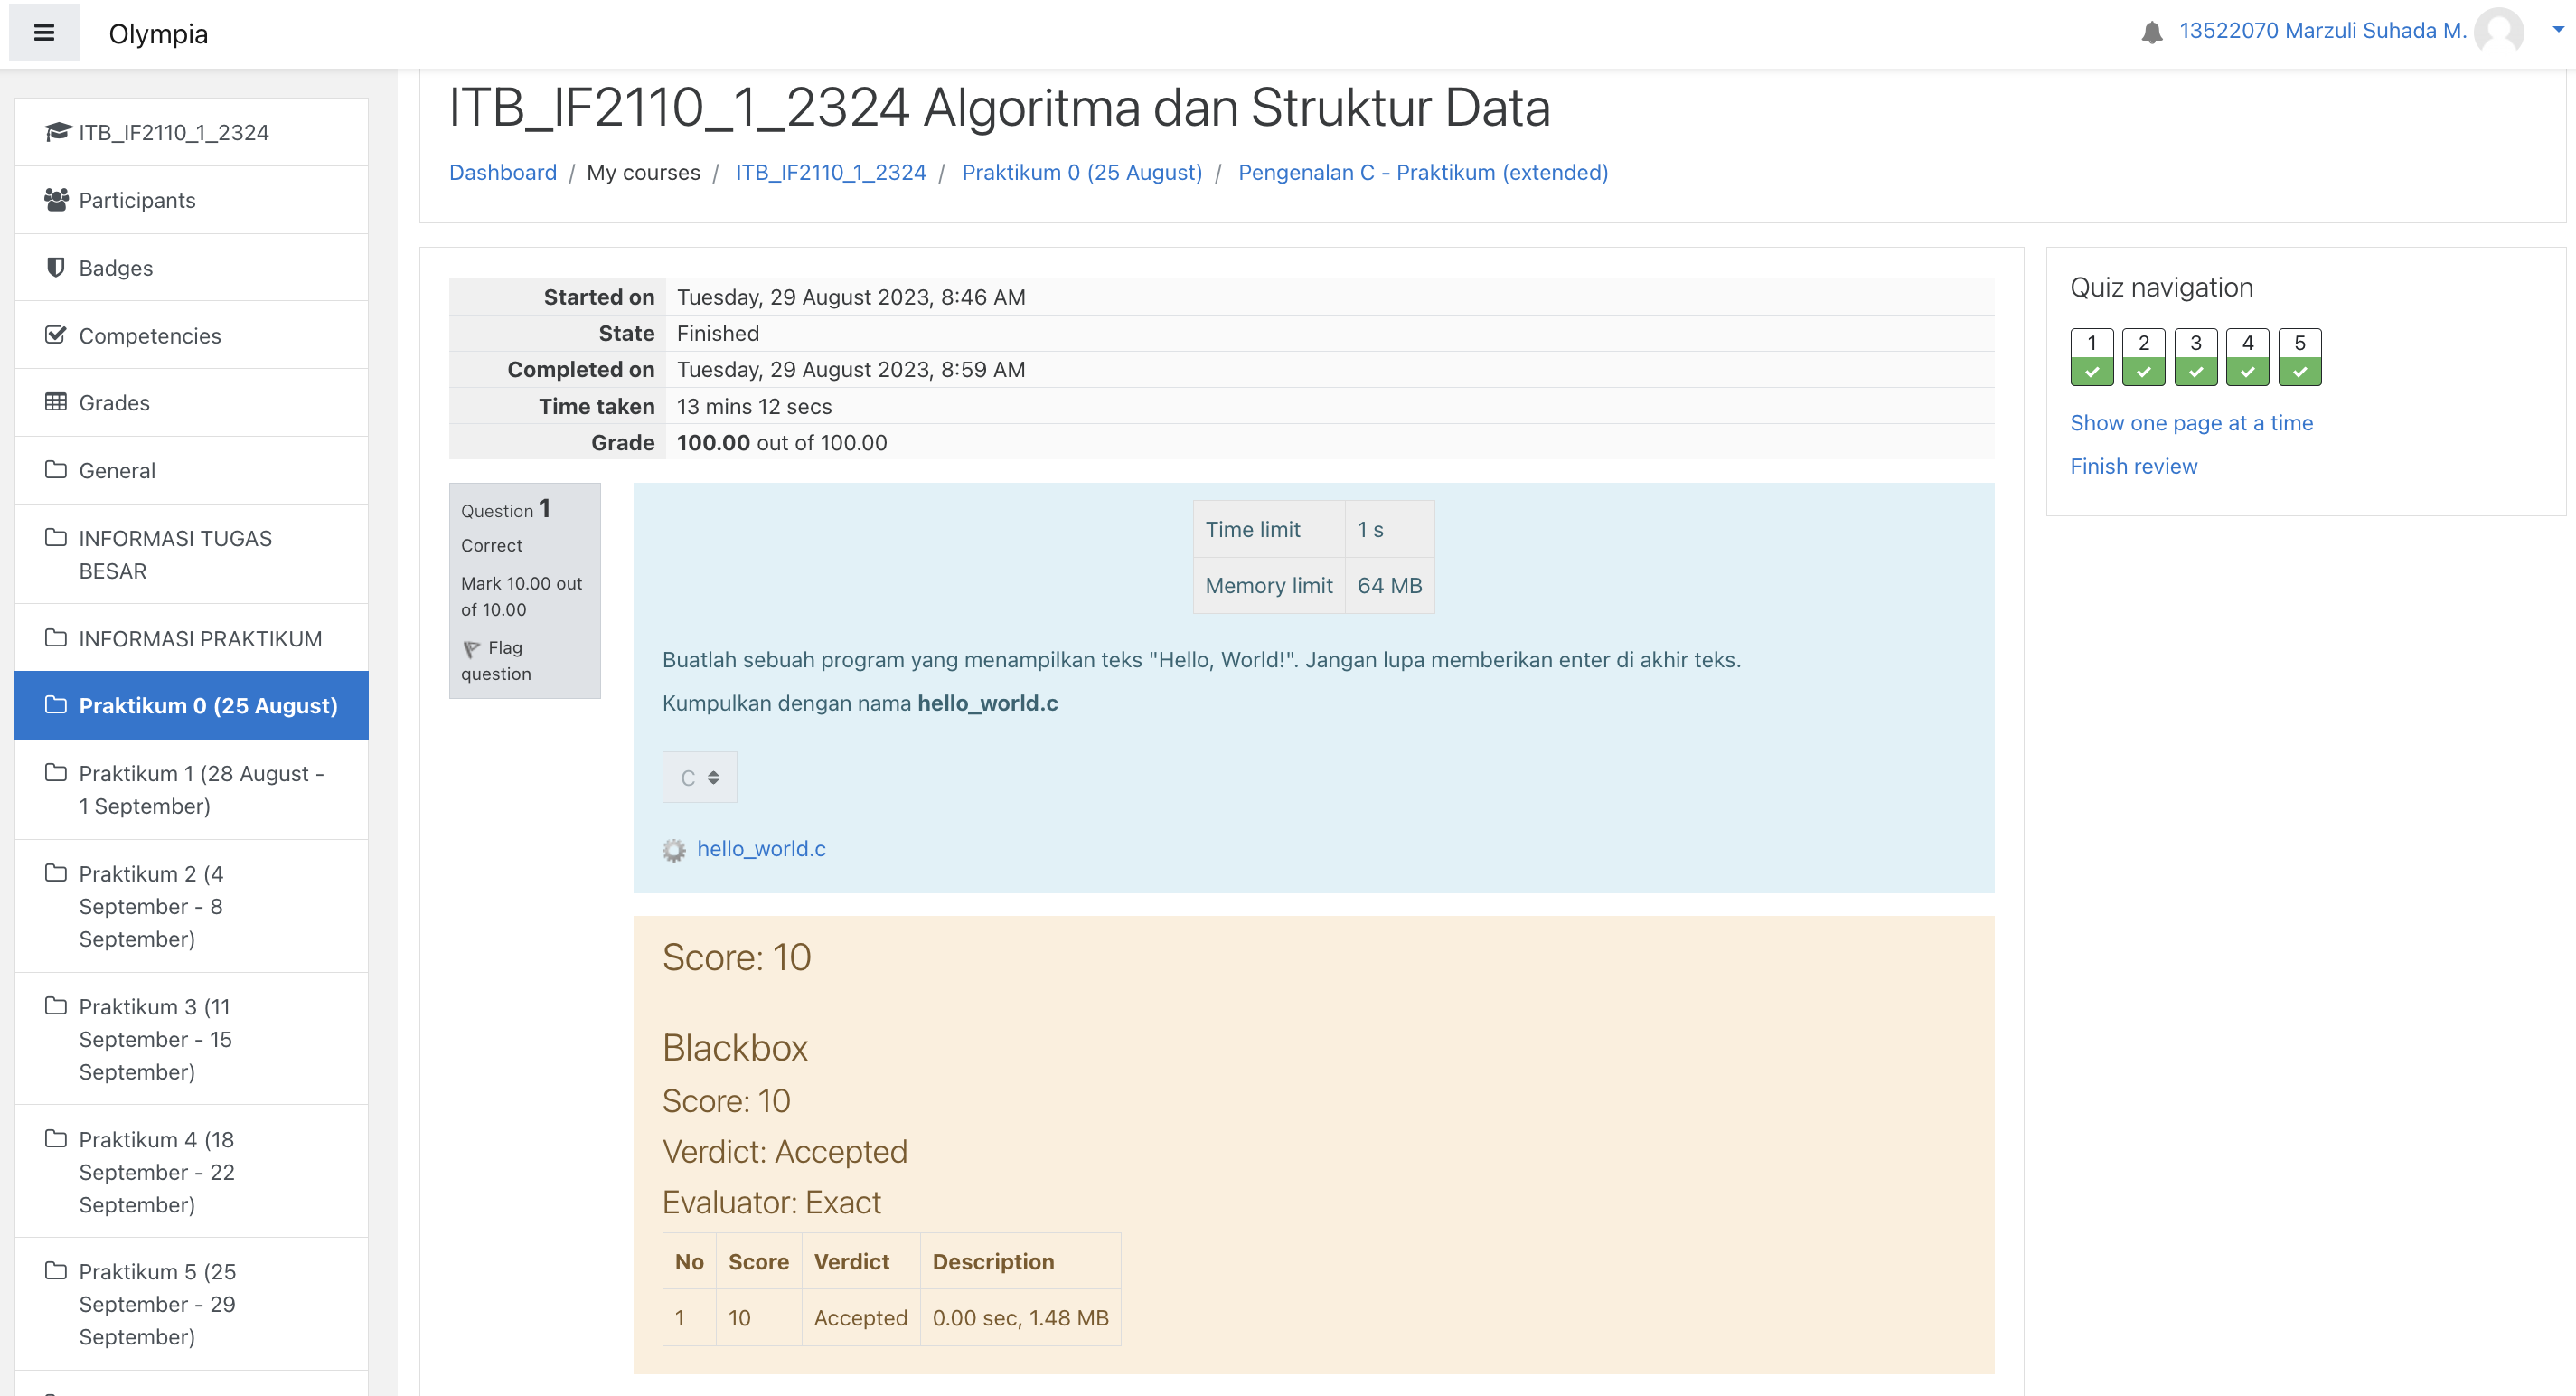 Olympia
13522070 Marzuli Suhada M.
ITB_IF2110_1_2324
Participants
Badges
Competencies
Grades
General
INFORMASI TUGAS
BESAR
INFORMASI PRAKTIKUM
Praktikum 0 (25 August)
Praktikum 1 (28 August -
1 September)
Praktikum 2 (4
September - 8
September)
Praktikum 3 (11
September - 15
September)
Praktikum 4 (18
September - 22
September)
Praktikum 5 (25
September - 29
September)
ITB_IF2110_1_2324 Algoritma dan Struktur Data
Dashboard / My courses / ITB_IF2110_1_2324 / Praktikum 0 (25 August) / Pengenalan C - Praktikum (extended)
Started on Tuesday, 29 August 2023, 8:46 AM
State Finished
Completed on Tuesday, 29 August 2023, 8:59 AM
Time taken 13 mins 12 secs
Grade 100.00 out of 100.00
Question 1
Correct
Mark 10.00 out
of 10.00
Flag
question
Time limit 1 s
Memory limit 64 MB
Buatlah sebuah program yang menampilkan teks "Hello, World!". Jangan lupa memberikan enter di akhir teks.
Kumpulkan dengan nama hello_world.c
C
hello_world.c
Score: 10
Blackbox
Score: 10
Verdict: Accepted
Evaluator: Exact
No Score Verdict Description
1 10 Accepted 0.00 sec, 1.48 MB
Quiz navigation
1 2 3 4 5
Show one page at a time
Finish review